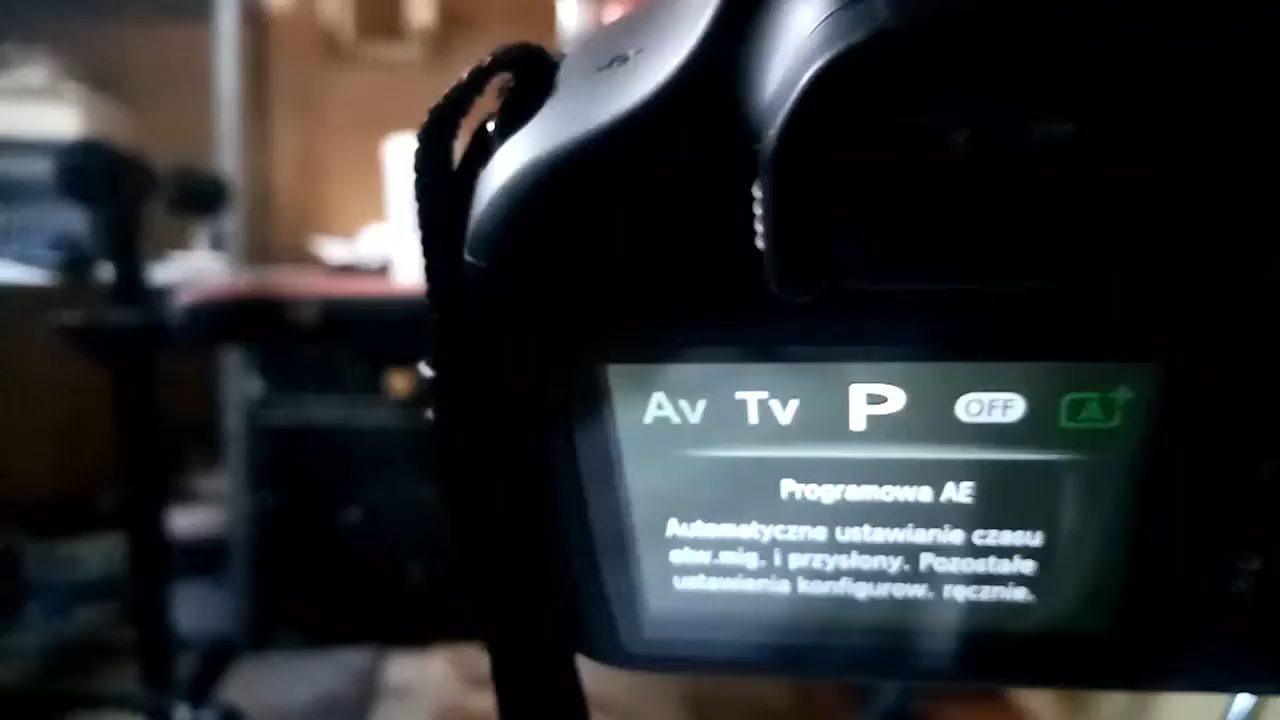 Av Tv P OFF A+
Programowa AE
Automatyczne ustawianie czasu
otw.mig. i przysłony. Pozostałe
ustawienia konfigurow. ręcznie.